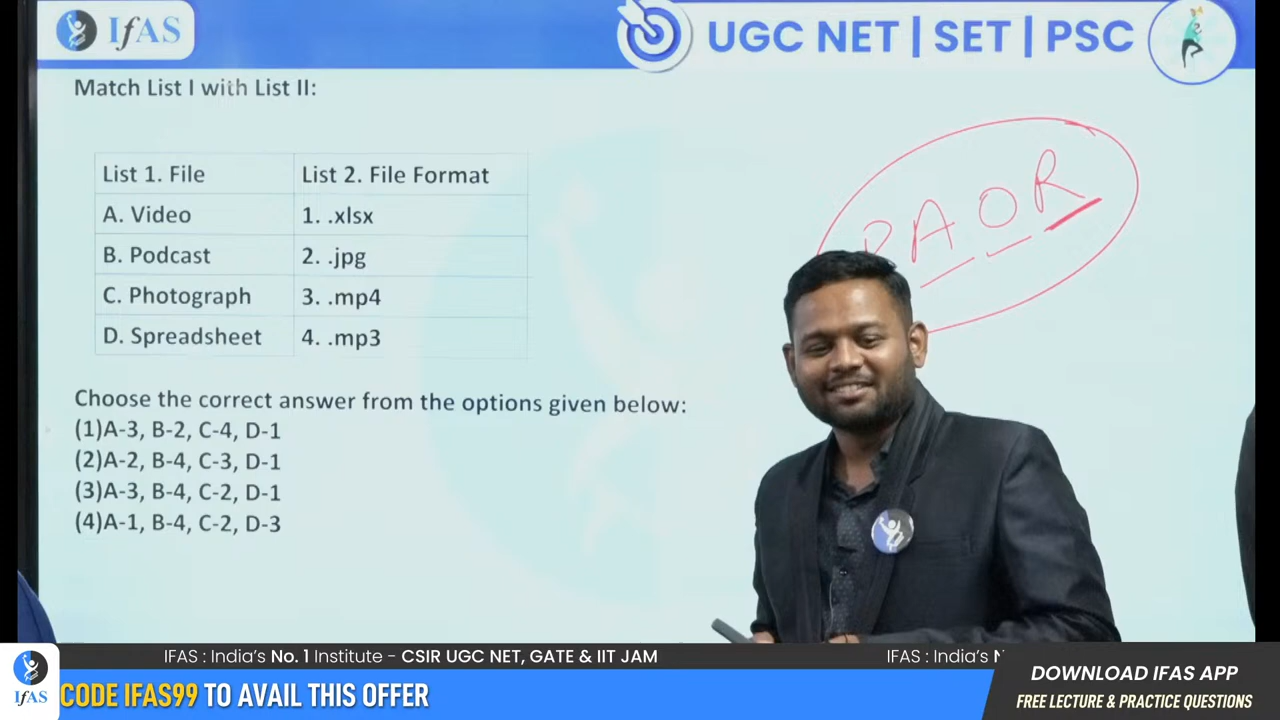 IfAS
UGC NET | SET | PSC
Match List I with List II:
List 1. File
List 2. File Format
A. Video
1. .xlsx
B. Podcast
2. .jpg
C. Photograph
3. .mp4
D. Spreadsheet
4. .mp3
AOR
Choose the correct answer from the options given below:
(1)A-3, B-2, C-4, D-1
(2)A-2, B-4, C-3, D-1
(3)A-3, B-4, C-2, D-1
(4)A-1, B-4, C-2, D-3
IFAS : India's No. 1 Institute - CSIR UGC NET, GATE & IIT JAM
IFAS : India's N
IfAS
CODE IFAS99 TO AVAIL THIS OFFER
DOWNLOAD IFAS APP
FREE LECTURE & PRACTICE QUESTIONS